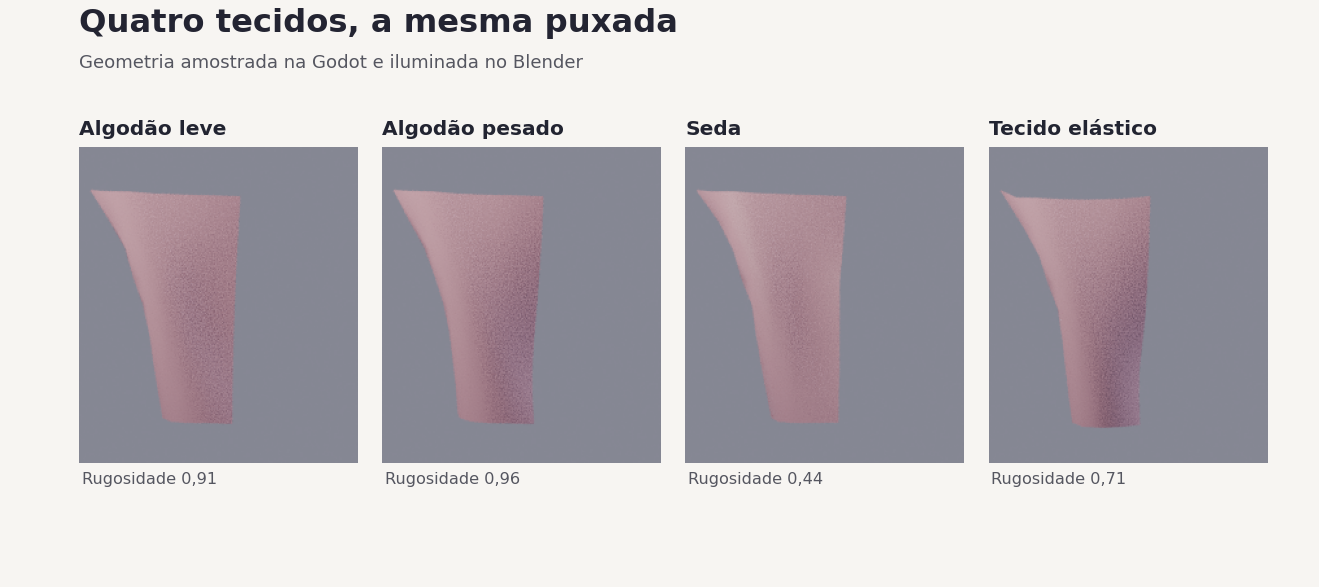 Quatro tecidos, a mesma puxada
Geometria amostrada na Godot e iluminada no Blender
Algodão leve
Algodão pesado
Seda
Tecido elástico
Rugosidade 0,91
Rugosidade 0,96
Rugosidade 0,44
Rugosidade 0,71